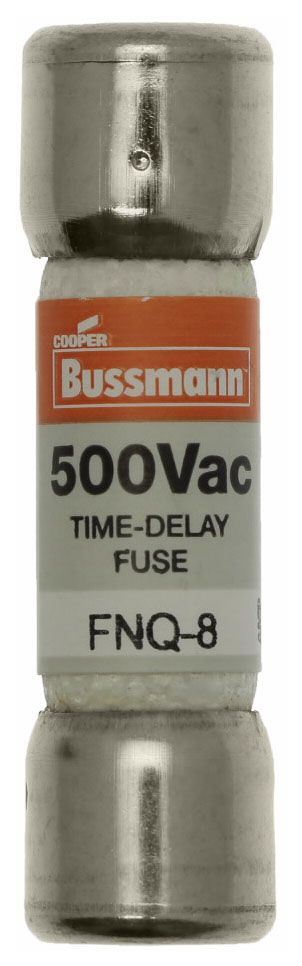 COOPER
Bussmann
500Vac
TIME-DELAY
FUSE
FNQ-8